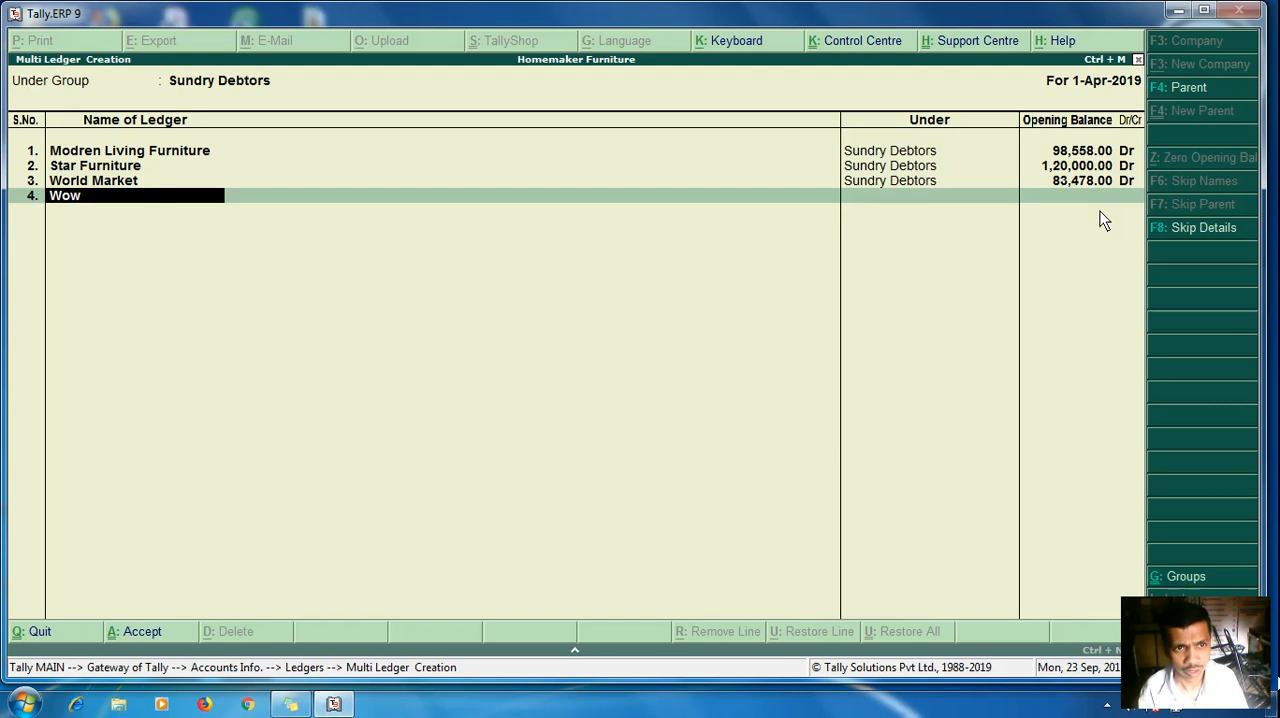 Tally.ERP 9
P: Print E: Export M: E-Mail O: Upload S: TallyShop G: Language K: Keyboard K: Control Centre H: Support Centre H: Help
F3: Company
Multi Ledger Creation Homemaker Furniture Ctrl + M
F3: New Company
Under Group : Sundry Debtors For 1-Apr-2019
F4: Parent
F4: New Parent
S.No. Name of Ledger Under Opening Balance Dr/Cr
1. Modren Living Furniture Sundry Debtors 98,558.00 Dr
Z: Zero Opening Bal
2. Star Furniture Sundry Debtors 1,20,000.00 Dr
3. World Market Sundry Debtors 83,478.00 Dr
F6: Skip Names
4. Wow
F7: Skip Parent
F8: Skip Details
G: Groups
Q: Quit A: Accept D: Delete R: Remove Line U: Restore Line U: Restore All
Ctrl + N
Tally MAIN --> Gateway of Tally --> Accounts Info. --> Ledgers --> Multi Ledger Creation © Tally Solutions Pvt Ltd., 1988-2019 Mon, 23 Sep, 201